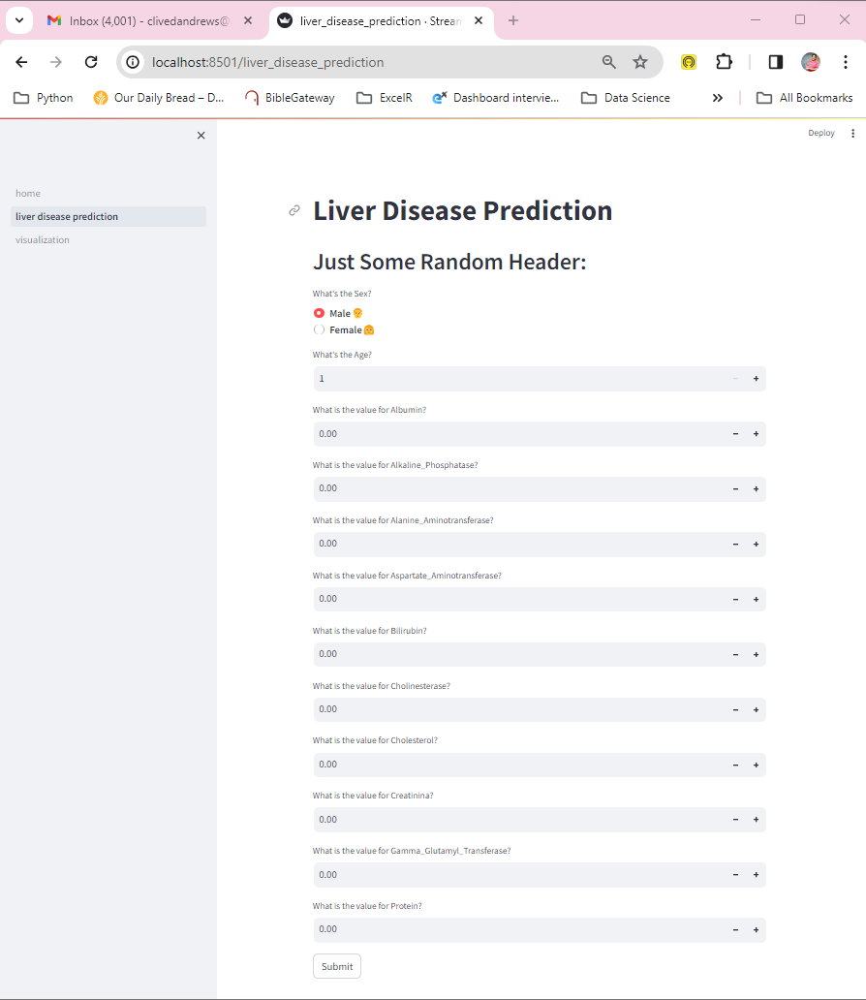 Inbox (4,001) - clivedandrews@
liver_disease_prediction · Stream
localhost:8501/liver_disease_prediction
Python
Our Daily Bread – D...
BibleGateway
ExcelR
Dashboard intervie...
Data Science
All Bookmarks
Deploy
home
liver disease prediction
visualization
Liver Disease Prediction
Just Some Random Header:
What's the Sex?
Male
Female
What's the Age?
1
What is the value for Albumin?
0.00
What is the value for Alkaline_Phosphatase?
0.00
What is the value for Alanine_Aminotransferase?
0.00
What is the value for Aspartate_Aminotransferase?
0.00
What is the value for Bilirubin?
0.00
What is the value for Cholinesterase?
0.00
What is the value for Cholesterol?
0.00
What is the value for Creatinina?
0.00
What is the value for Gamma_Glutamyl_Transferase?
0.00
What is the value for Protein?
0.00
Submit